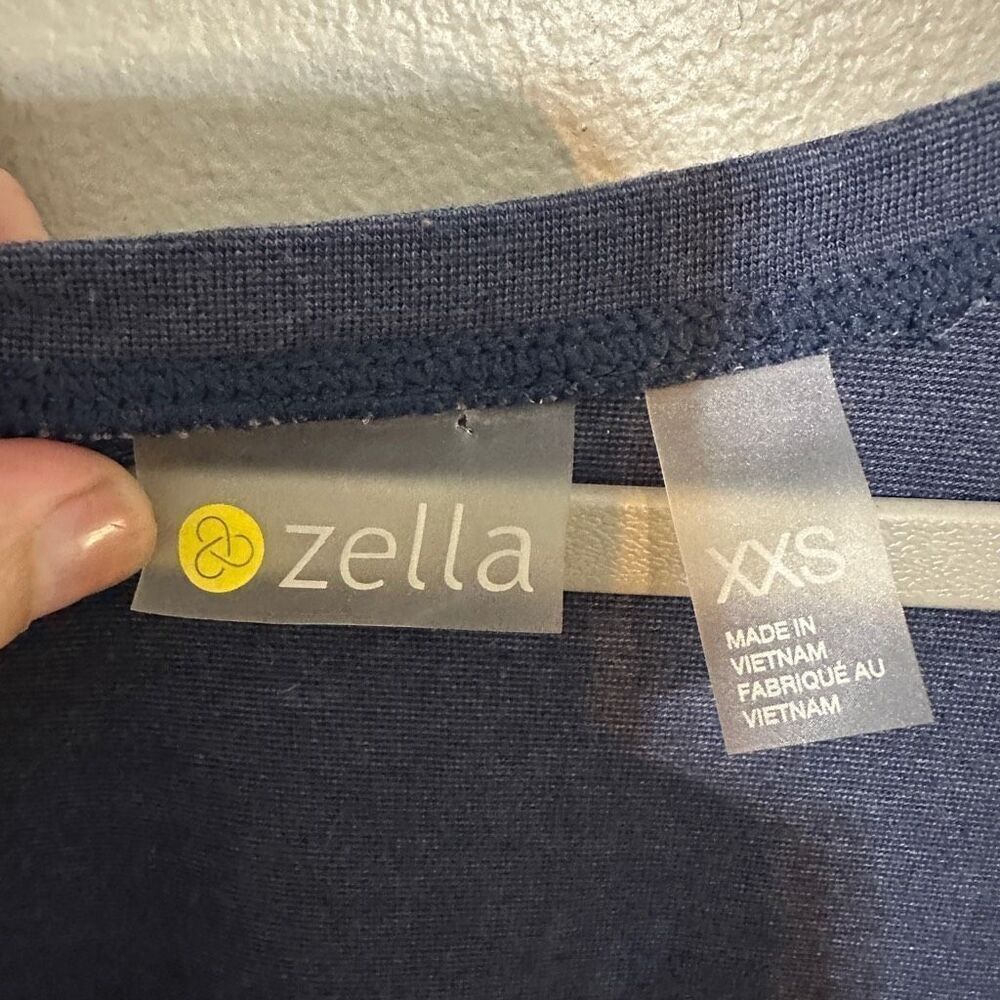 zella
XXS
MADE IN
VIETNAM
FABRIQUÉ AU
VIETNAM